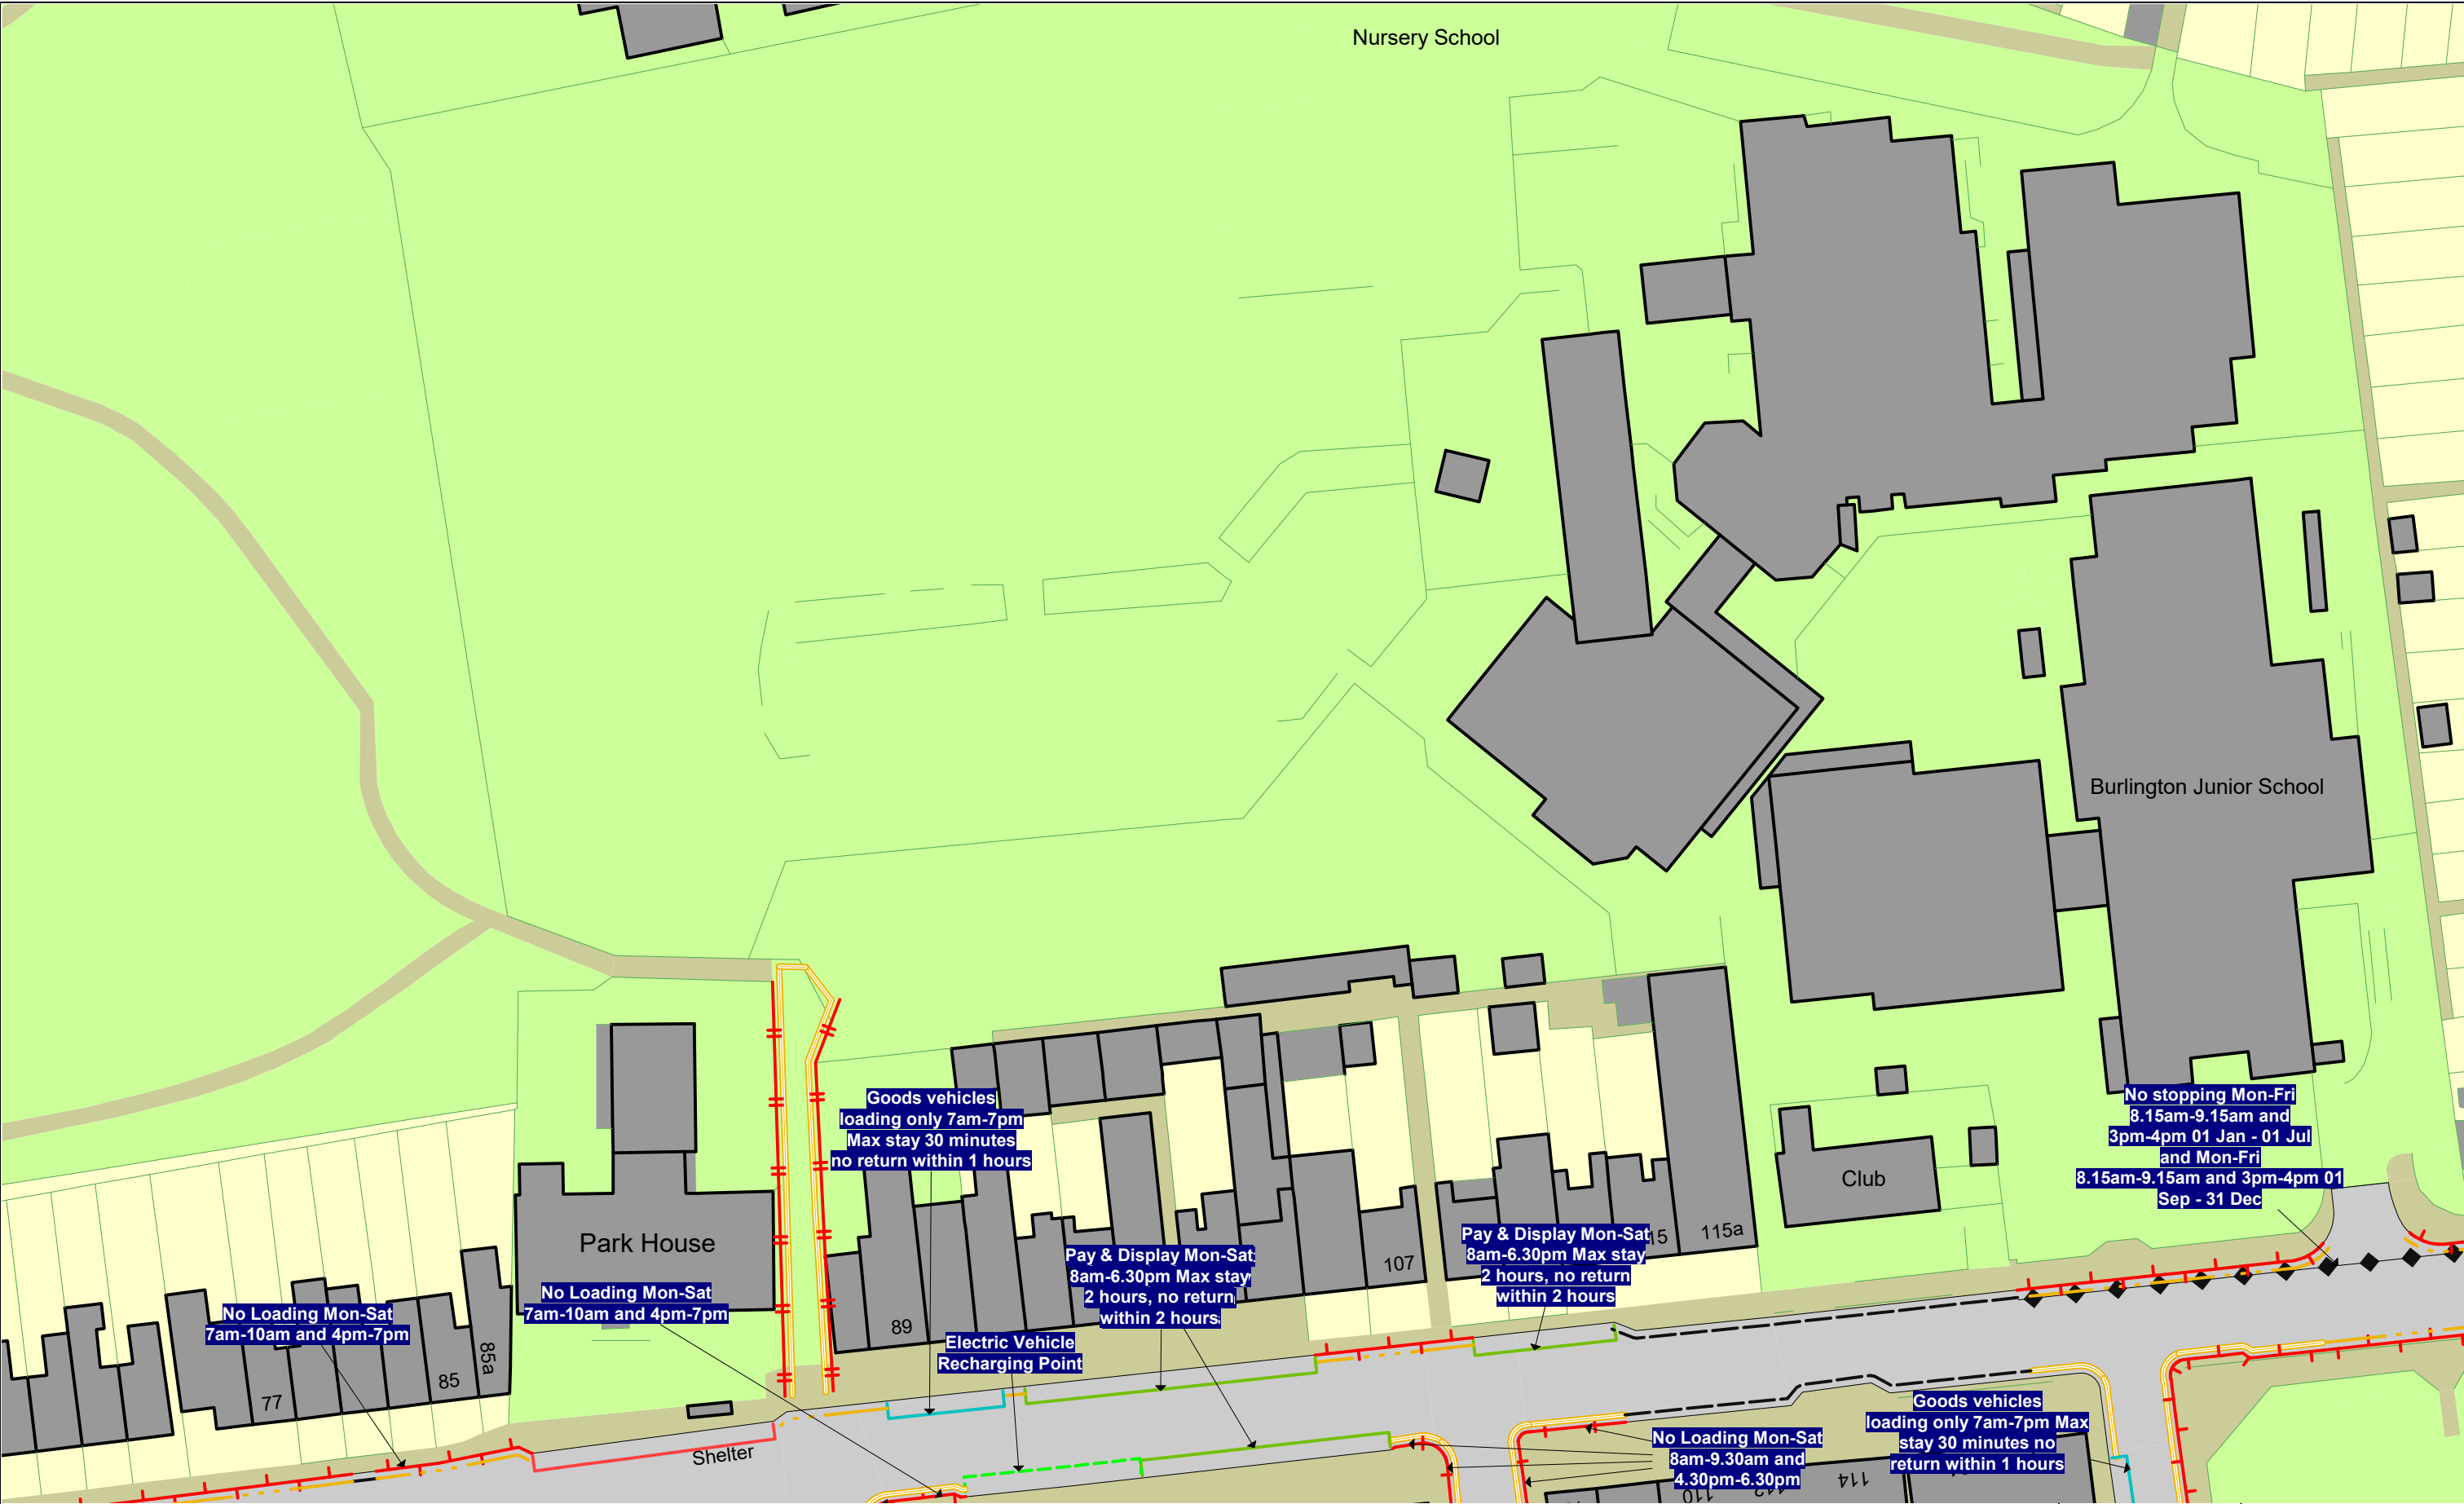 Nursery School
Burlington Junior School
Goods vehicles
loading only 7am-7pm
Max stay 30 minutes
no return within 1 hours
No stopping Mon-Fri
8.15am-9.15am and
3pm-4pm 01 Jan - 01 Jul
and Mon-Fri
8.15am-9.15am and 3pm-4pm 01
Sep - 31 Dec
Club
Park House
Pay & Display Mon-Sat
8am-6.30pm Max stay
2 hours, no return
within 2 hours
Pay & Display Mon-Sat
8am-6.30pm Max stay
2 hours, no return
within 2 hours
15
115a
107
No Loading Mon-Sat
7am-10am and 4pm-7pm
No Loading Mon-Sat
7am-10am and 4pm-7pm
89
Electric Vehicle
Recharging Point
85a
85
77
Shelter
Goods vehicles
loading only 7am-7pm Max
stay 30 minutes no
return within 1 hours
No Loading Mon-Sat
8am-9.30am and
4.30pm-6.30pm
110
112
114